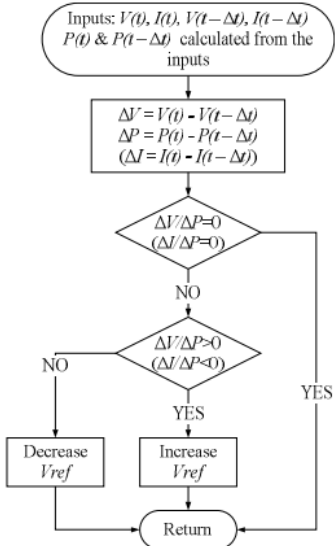 Inputs: V(t), I(t), V(t−Δt), I(t−Δt)
P(t) & P(t−Δt) calculated from the
inputs
ΔV = V(t) - V(t−Δt)
ΔP = P(t) - P(t−Δt)
(ΔI = I(t) - I(t−Δt))
ΔV/ΔP=0
(ΔI/ΔP=0)
NO
ΔV/ΔP>0
(ΔI/ΔP<0)
NO
YES
YES
Decrease
Vref
Increase
Vref
Return